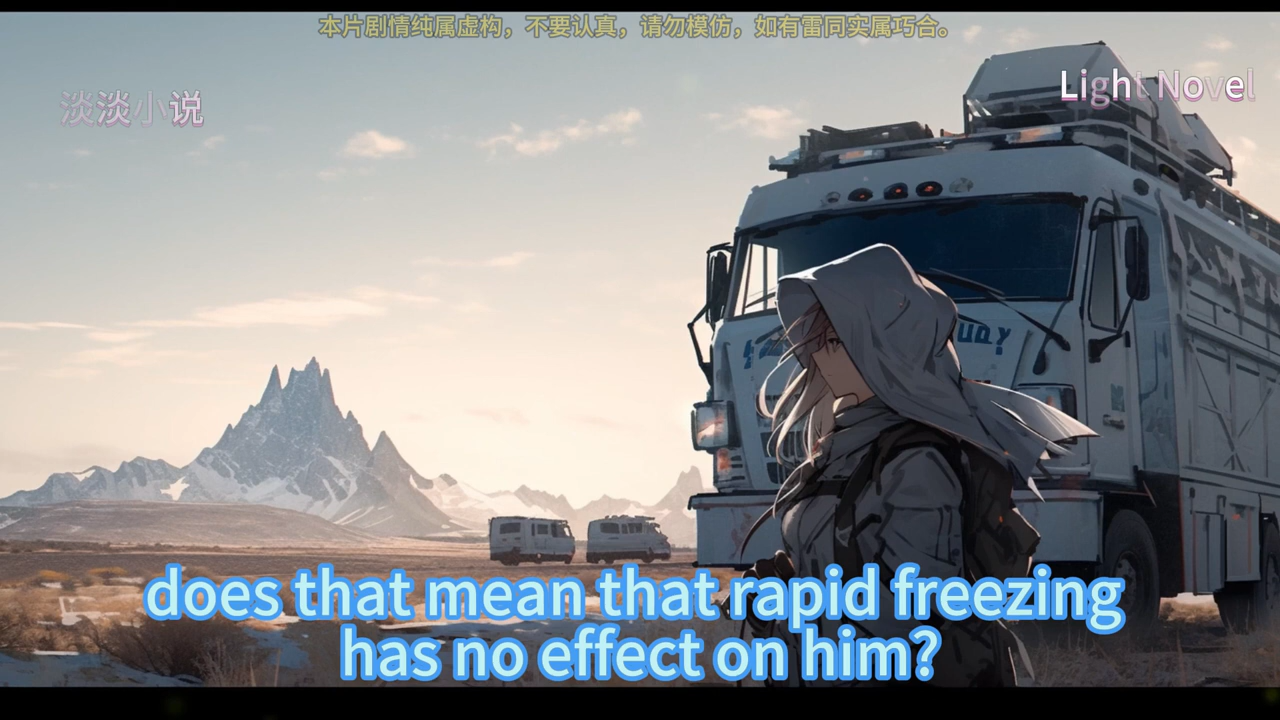 本片剧情纯属虚构，不要认真，请勿模仿，如有雷同实属巧合。
淡淡小说
Light Novel
does that mean that rapid freezing
has no effect on him?